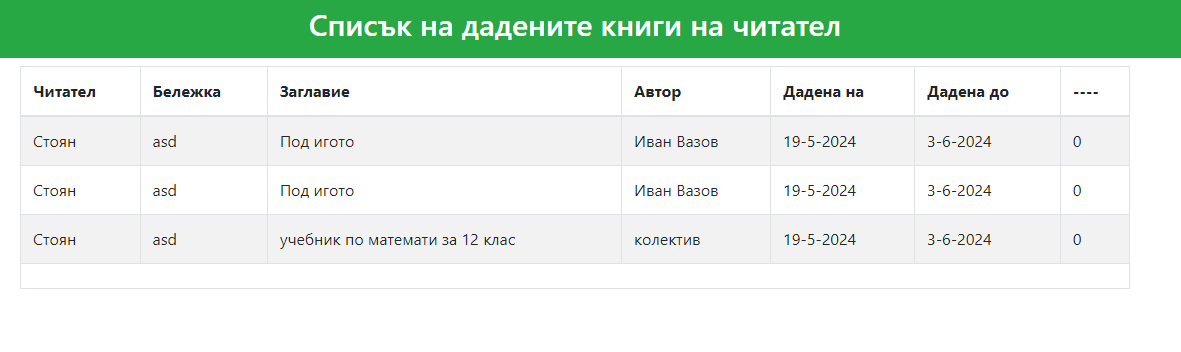 Списък на дадените книги на читател
Читател Бележка Заглавие Автор Дадена на Дадена до ----
Стоян asd Под игото Иван Вазов 19-5-2024 3-6-2024 0
Стоян asd Под игото Иван Вазов 19-5-2024 3-6-2024 0
Стоян asd учебник по математи за 12 клас колектив 19-5-2024 3-6-2024 0